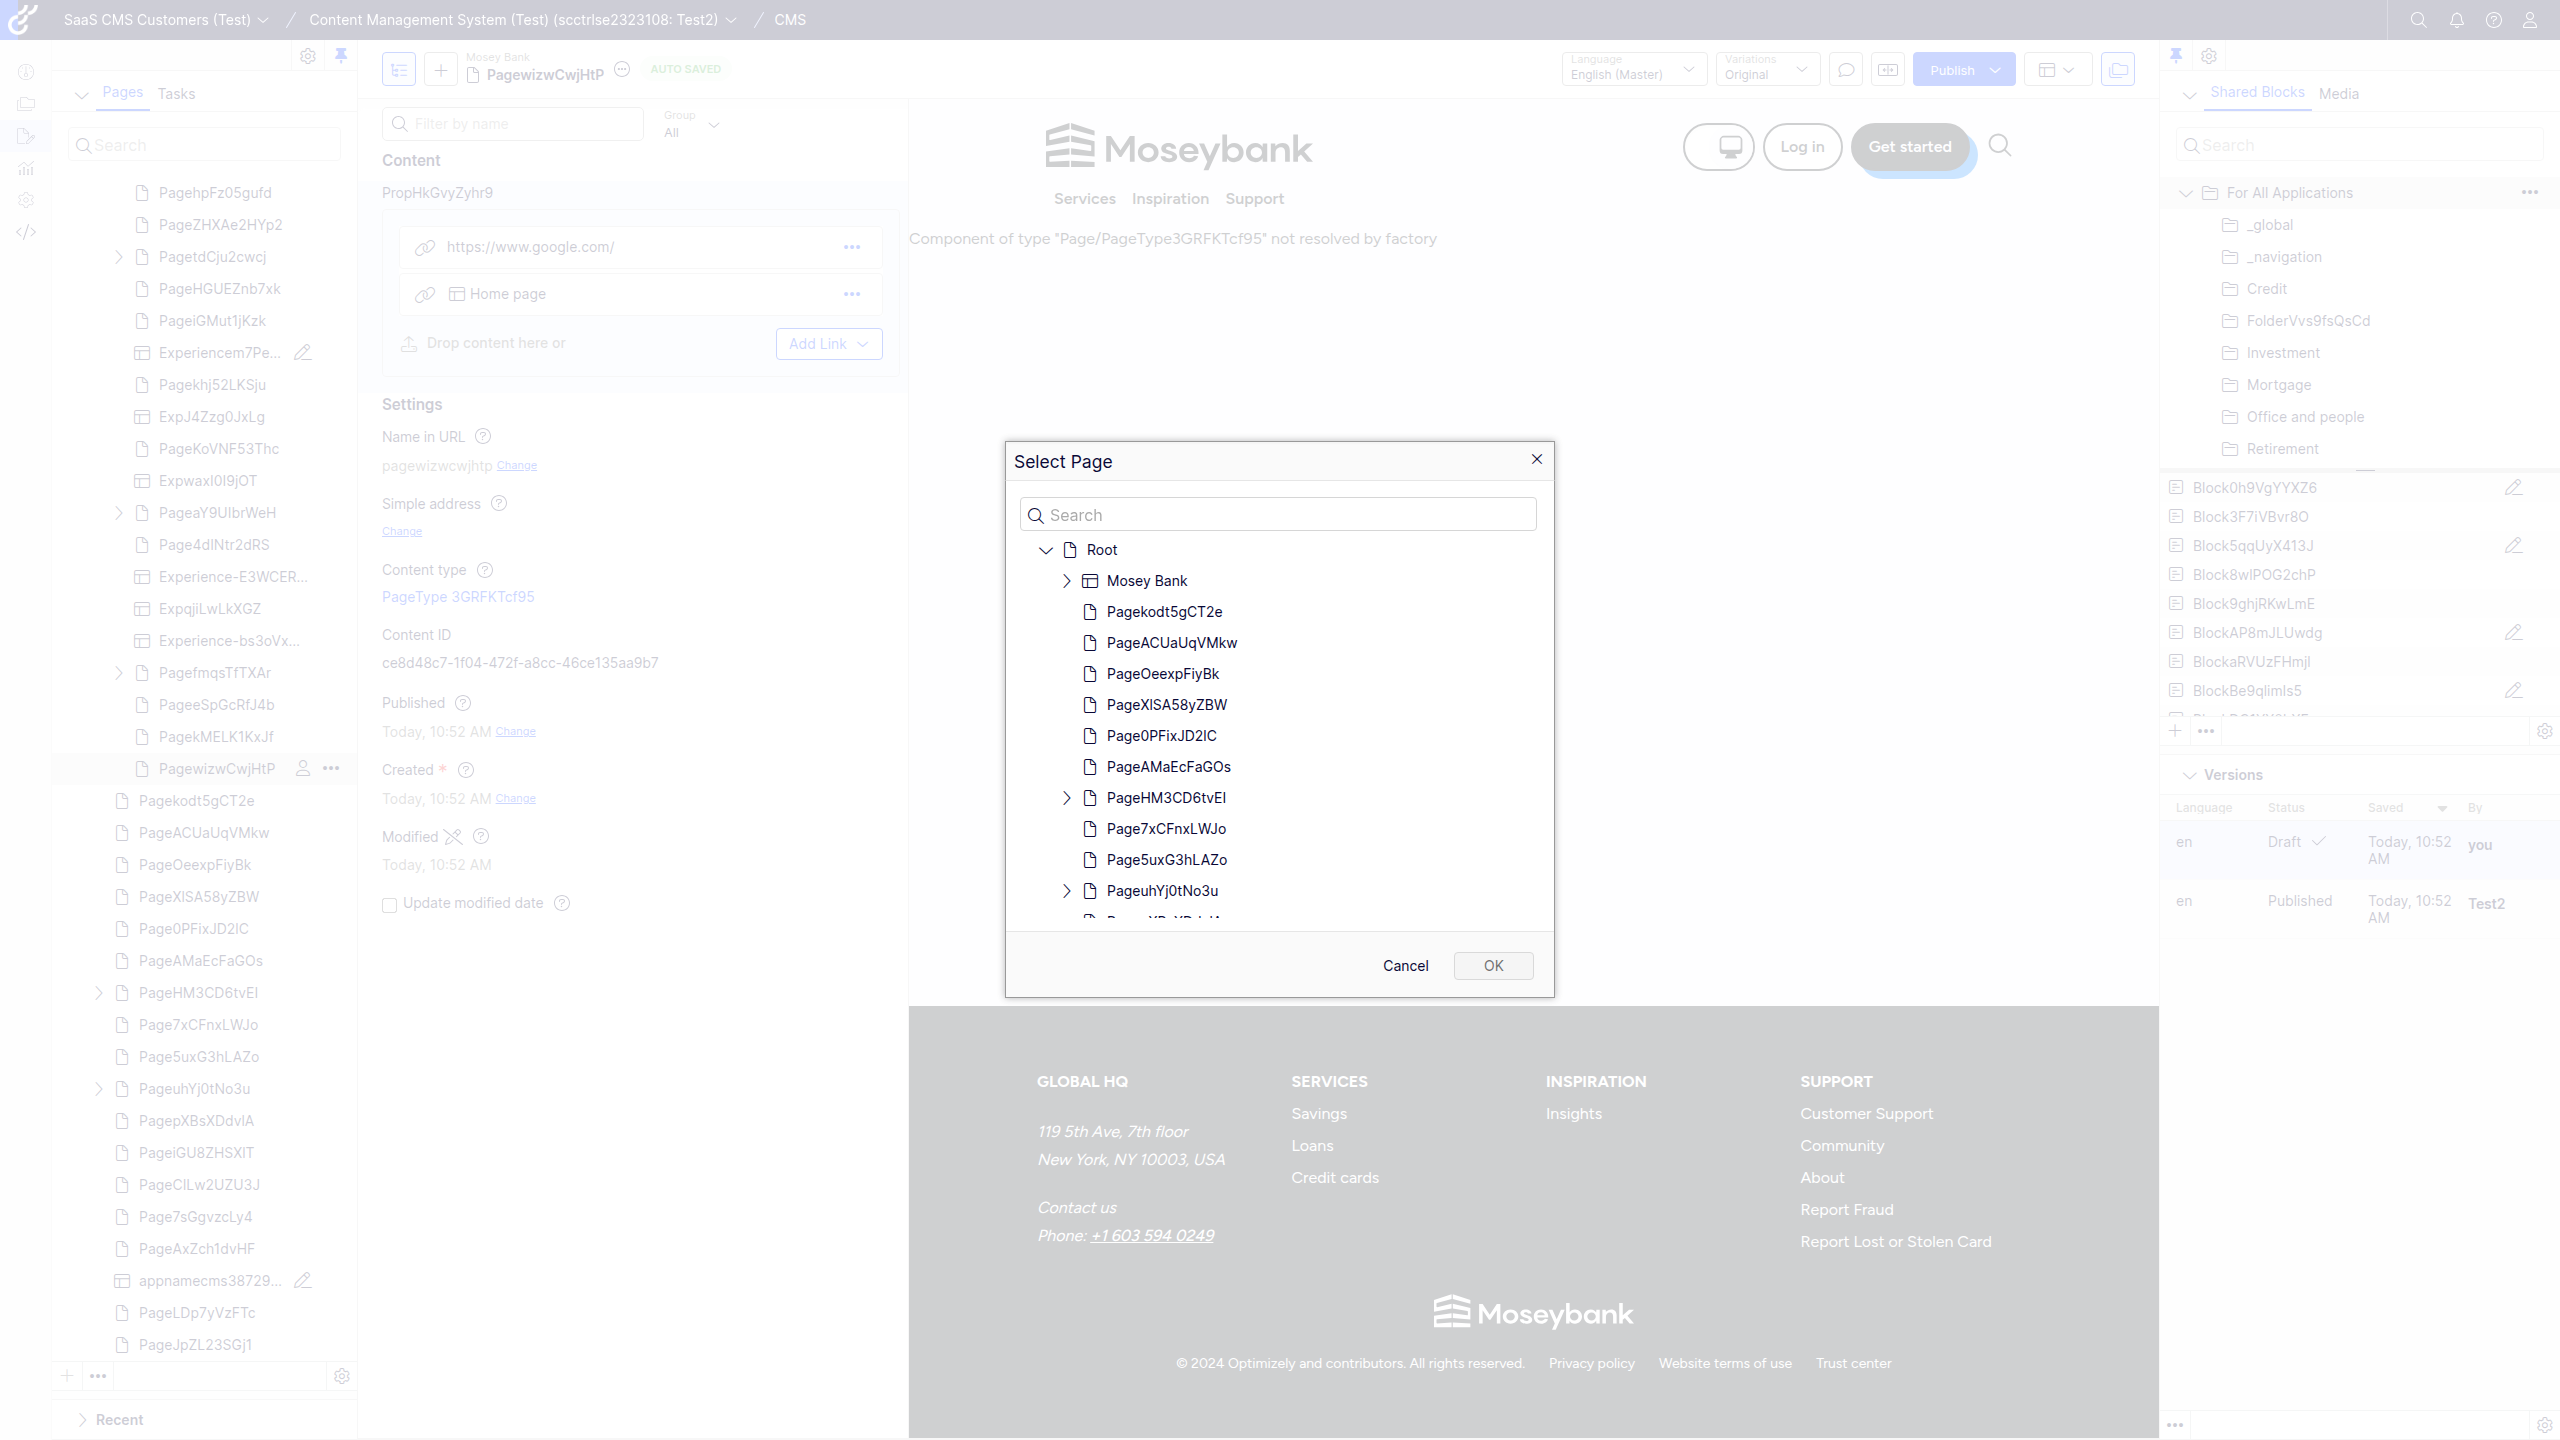 SaaS CMS Customers (Test) / Content Management System (Test) (scctrlse2323108: Test2) / CMS
Pages Tasks
Search
PagehpFz05gufd
PageZHXAe2HYp2
PagetdCju2cwcj
PageHGUEZnb7xk
PageiGMut1jKzk
Experiencem7Pe...
Pagekhj52LKSju
ExpJ4Zzg0JxLg
PageKoVNF53Thc
Expwaxl0I9jOT
PageaY9UIbrWeH
Page4dINtr2dRS
Experience-E3WCER...
ExpqjiLwLkXGZ
Experience-bs3oVx...
PagefmqsTfTXAr
PageeSpGcRfJ4b
PagekMELK1KxJf
PagewizwCwjHtP
Pagekodt5gCT2e
PageACUaUqVMkw
PageOeexpFiyBk
PageXlSA58yZBW
Page0PFixJD2IC
PageAMaEcFaGOs
PageHM3CD6tvEI
Page7xCFnxLWJo
Page5uxG3hLAZo
PageuhYj0tNo3u
PagepXBsXDdvIA
PageiGU8ZHSXIT
PageCILw2UZU3J
Page7sGgvzcLy4
PageAxZch1dvHF
appnamecms38729...
PageLDp7yVzFTc
PageJpZL23SGj1
Recent
Mosey Bank
PagewizwCwjHtP
AUTO SAVED
Language
English (Master)
Variations
Original
Publish
Filter by name
Group
All
Content
PropHkGvyZyhr9
https://www.google.com/
Home page
Drop content here or
Add Link
Settings
Name in URL
pagewizwcwjhtp Change
Simple address
Change
Content type
PageType 3GRFKTcf95
Content ID
ce8d48c7-1f04-472f-a8cc-46ce135aa9b7
Published
Today, 10:52 AM Change
Created *
Today, 10:52 AM Change
Modified
Today, 10:52 AM
Update modified date
Moseybank
Log in
Get started
Services Inspiration Support
Component of type "Page/PageType3GRFKTcf95" not resolved by factory
Select Page
Search
Root
Mosey Bank
Pagekodt5gCT2e
PageACUaUqVMkw
PageOeexpFiyBk
PageXlSA58yZBW
Page0PFixJD2IC
PageAMaEcFaGOs
PageHM3CD6tvEI
Page7xCFnxLWJo
Page5uxG3hLAZo
PageuhYj0tNo3u
Cancel
OK
GLOBAL HQ
119 5th Ave, 7th floor
New York, NY 10003, USA
Contact us
Phone: +1 603 594 0249
SERVICES
Savings
Loans
Credit cards
INSPIRATION
Insights
SUPPORT
Customer Support
Community
About
Report Fraud
Report Lost or Stolen Card
Moseybank
© 2024 Optimizely and contributors. All rights reserved. Privacy policy Website terms of use Trust center
Shared Blocks Media
Search
For All Applications
_global
_navigation
Credit
FolderVvs9fsQsCd
Investment
Mortgage
Office and people
Retirement
Block0h9VgYYXZ6
Block3F7iVBvr8O
Block5qqUyX413J
Block8wlPOG2chP
Block9ghjRKwLmE
BlockAP8mJLUwdg
BlockaRVUzFHmjI
BlockBe9qlimIs5
Versions
Language Status Saved By
en Draft Today, 10:52 AM you
en Published Today, 10:52 AM Test2